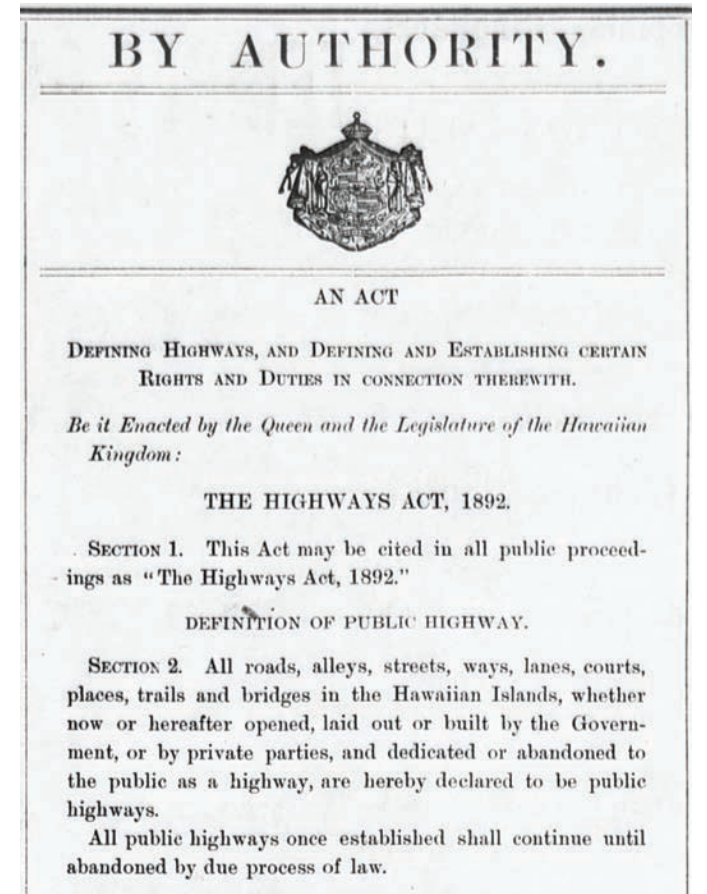 BY AUTHORITY.
AN ACT
DEFINING HIGHWAYS, AND DEFINING AND ESTABLISHING CERTAIN
RIGHTS AND DUTIES IN CONNECTION THEREWITH.
Be it Enacted by the Queen and the Legislature of the Hawaiian
Kingdom:
THE HIGHWAYS ACT, 1892.
SECTION 1. This Act may be cited in all public proceed-
ings as "The Highways Act, 1892."
DEFINITION OF PUBLIC HIGHWAY.
SECTION 2. All roads, alleys, streets, ways, lanes, courts,
places, trails and bridges in the Hawaiian Islands, whether
now or hereafter opened, laid out or built by the Govern-
ment, or by private parties, and dedicated or abandoned to
the public as a highway, are hereby declared to be public
highways.
All public highways once established shall continue until
abandoned by due process of law.